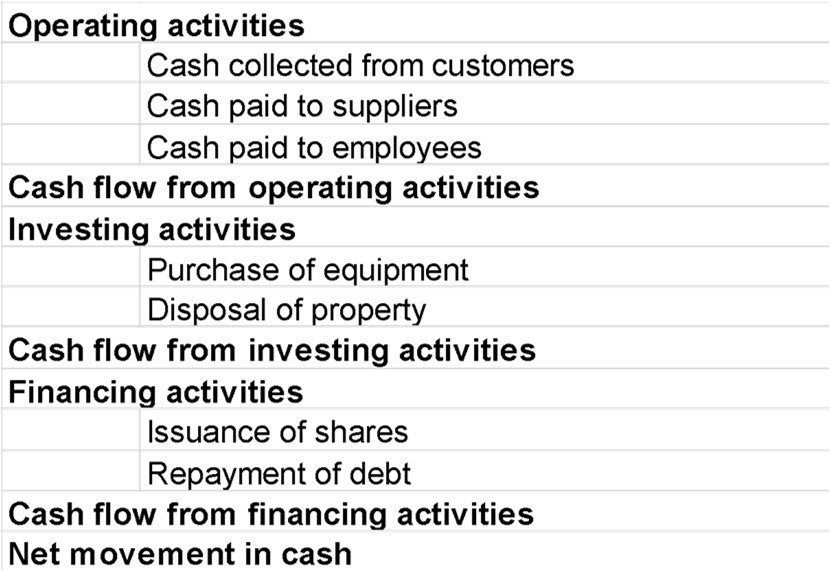 Operating activities
Cash collected from customers
Cash paid to suppliers
Cash paid to employees
Cash flow from operating activities
Investing activities
Purchase of equipment
Disposal of property
Cash flow from investing activities
Financing activities
Issuance of shares
Repayment of debt
Cash flow from financing activities
Net movement in cash